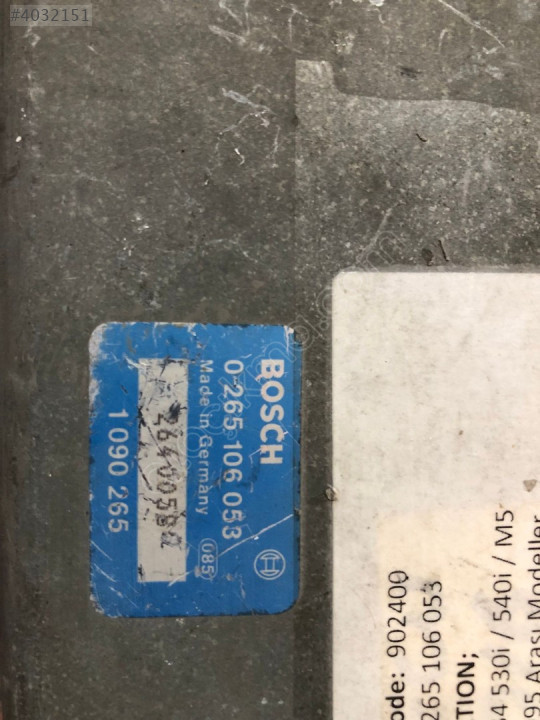 #4032151
BOSCH
0 265 106 053
Made in Germany
085
1 090 265
ode: 902400
265 106 053
TION;
4 530i / 540i / M5
95 Arası Modeller